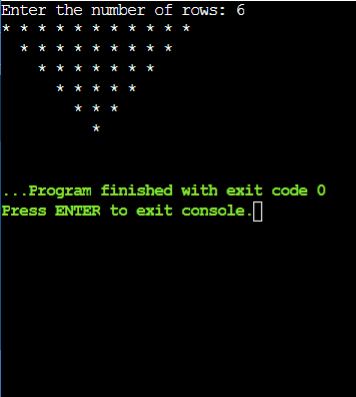 Enter the number of rows: 6
* * * * * * * * * * *
  * * * * * * * * *
    * * * * * * *
      * * * * *
        * * *
          *
...Program finished with exit code 0
Press ENTER to exit console.